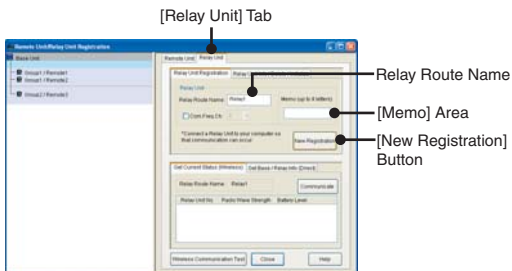 [Relay Unit] Tab
Remote Unit/Relay Unit Registration
Base Unit
Group1 / Remote1
Group1 / Remote2
Group2 / Remote3
Remote Unit
Relay Unit
Relay Unit Registration
Relay Unit
Relay Route Name
Relay1
Memo (up to 8 letters)
Com.Freq.Ch
*Connect a Relay Unit to your computer so
that communication can occur
New Registration
Relay Route Name
[Memo] Area
[New Registration]
Button
Get Current Status (Wireless)
Get Basic / Relay Info (Direct)
Relay Route Name: Relay1
Communicate
Relay Unit No.
Radio Wave Strength
Battery Level
Wireless Communication Test
Close
Help